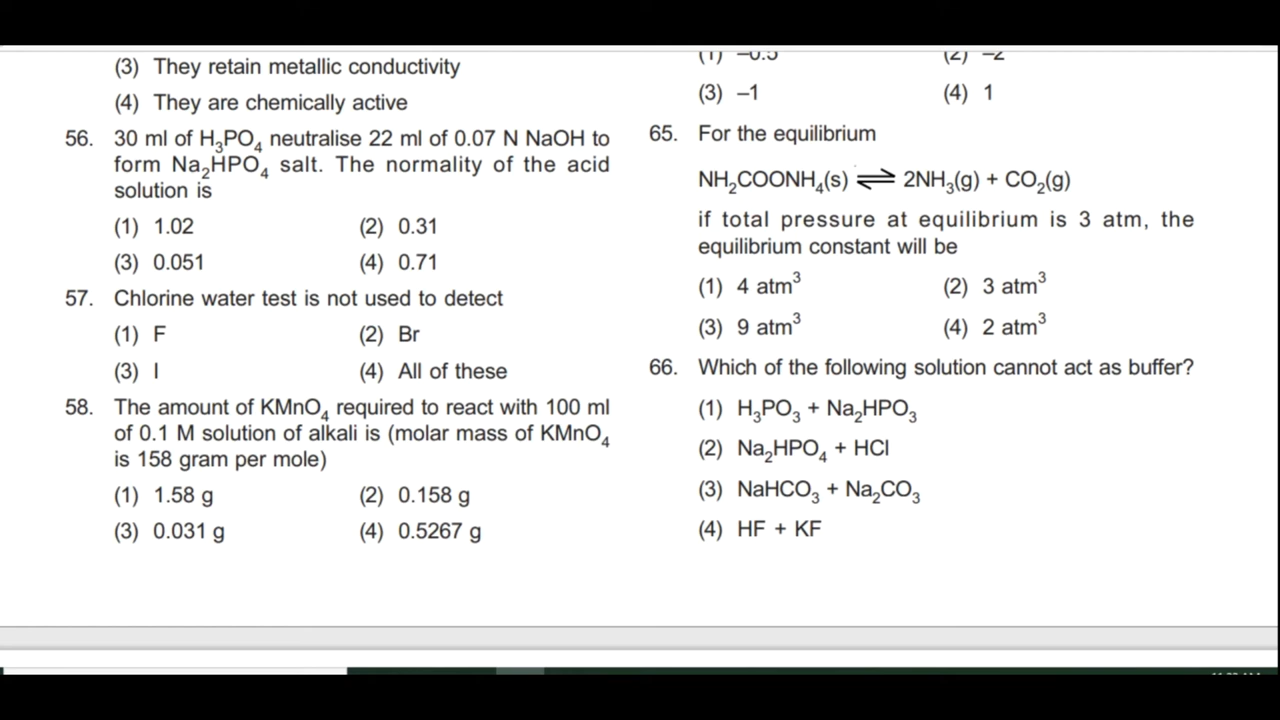 (3) They retain metallic conductivity
(4) They are chemically active
56. 30 ml of H₃PO₄ neutralise 22 ml of 0.07 N NaOH to
form Na₂HPO₄ salt. The normality of the acid
solution is
(1) 1.02 (2) 0.31
(3) 0.051 (4) 0.71
57. Chlorine water test is not used to detect
(1) F (2) Br
(3) I (4) All of these
58. The amount of KMnO₄ required to react with 100 ml
of 0.1 M solution of alkali is (molar mass of KMnO₄
is 158 gram per mole)
(1) 1.58 g (2) 0.158 g
(3) 0.031 g (4) 0.5267 g
(1) –0.5 (2) –2
(3) –1 (4) 1
65. For the equilibrium
NH₂COONH₄(s) ⇌ 2NH₃(g) + CO₂(g)
if total pressure at equilibrium is 3 atm, the
equilibrium constant will be
(1) 4 atm³ (2) 3 atm³
(3) 9 atm³ (4) 2 atm³
66. Which of the following solution cannot act as buffer?
(1) H₃PO₃ + Na₂HPO₃
(2) Na₂HPO₄ + HCl
(3) NaHCO₃ + Na₂CO₃
(4) HF + KF